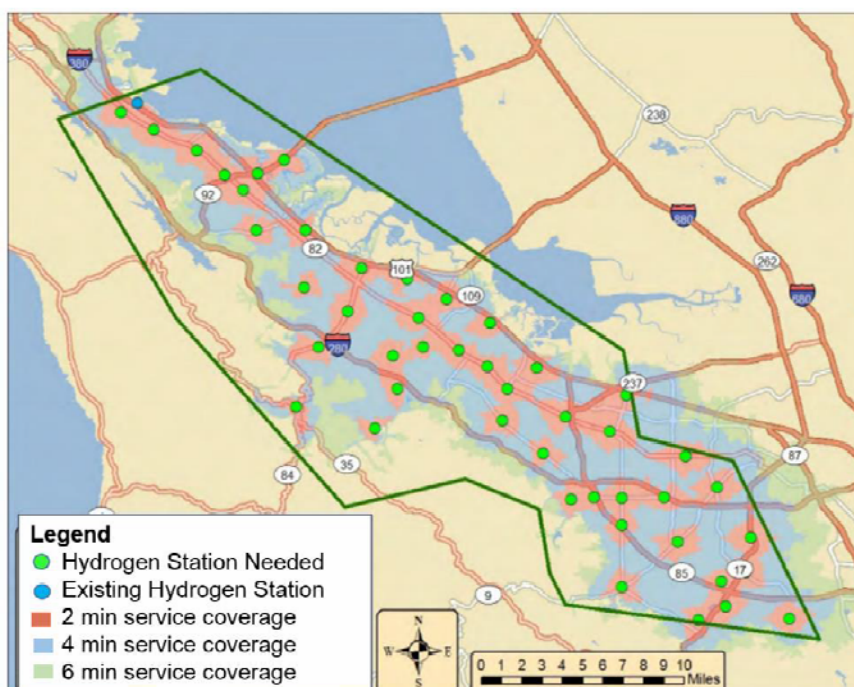 380
238
92
880
82
262
101
109
680
280
237
87
84
35
17
85
9
Legend
Hydrogen Station Needed
Existing Hydrogen Station
2 min service coverage
4 min service coverage
6 min service coverage
N
W E
S
0 1 2 3 4 5 6 7 8 9 10
Miles